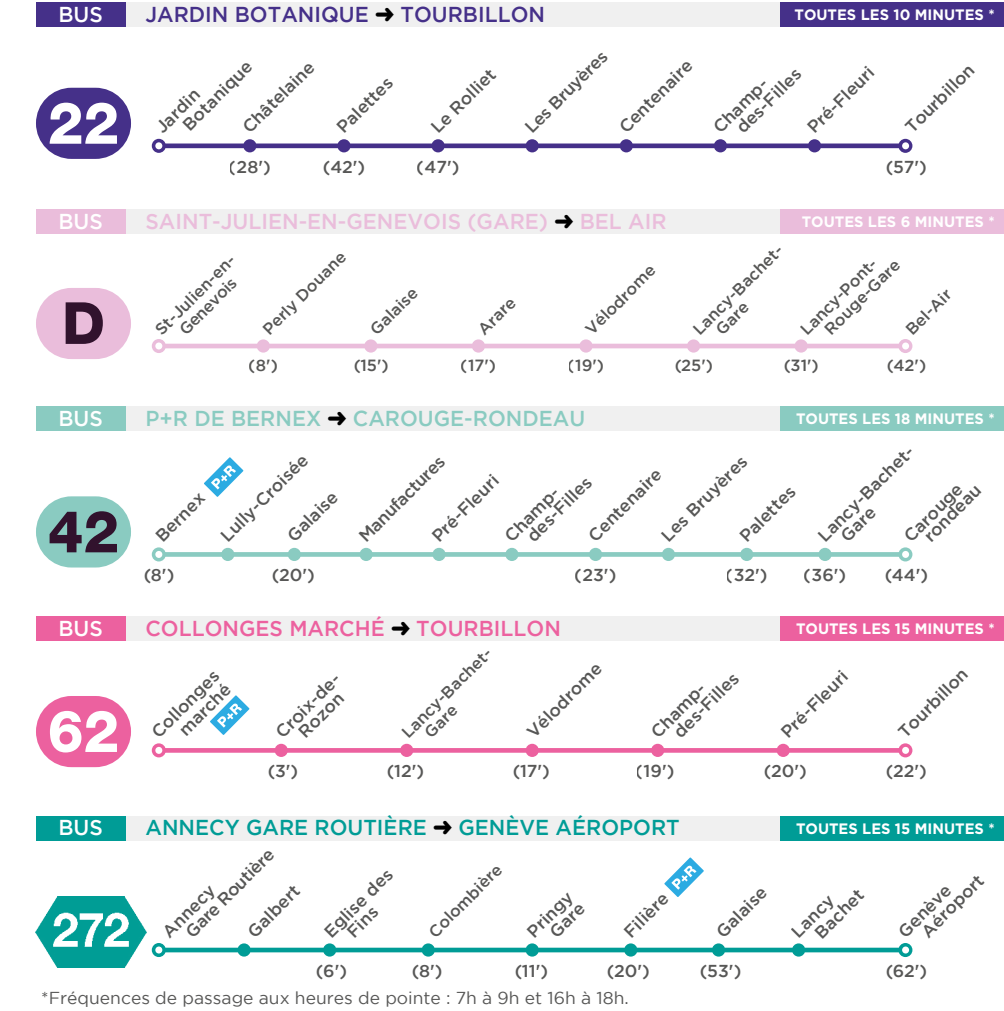 BUS JARDIN BOTANIQUE ➜ TOURBILLON TOUTES LES 10 MINUTES *
22
Jardin
Botanique
Châtelaine
Palettes
Le Rolliet
Les Bruyères
Centenaire
Champ-
des-Filles
Pré-Fleuri
Tourbillon
(28') (42') (47') (57')
BUS SAINT-JULIEN-EN-GENEVOIS (GARE) ➜ BEL AIR TOUTES LES 6 MINUTES *
D
St-Julien-en-
Genevois
Perly Douane
Galaise
Arare
Vélodrome
Lancy-Bachet-
Gare
Lancy-Pont-
Rouge-Gare
Bel-Air
(8') (15') (17') (19') (25') (31') (42')
BUS P+R DE BERNEX ➜ CAROUGE-RONDEAU TOUTES LES 18 MINUTES *
42
Bernex P+R
Lully-Croisée
Galaise
Manufactures
Pré-Fleuri
Champ-
des-Filles
Centenaire
Les Bruyères
Palettes
Lancy-Bachet-
Gare
Carouge
rondeau
(8') (20') (23') (32') (36') (44')
BUS COLLONGES MARCHÉ ➜ TOURBILLON TOUTES LES 15 MINUTES *
62
Collonges
marché P+R
Croix-de-
Rozon
Lancy-Bachet-
Gare
Vélodrome
Champ-
des-Filles
Pré-Fleuri
Tourbillon
(3') (12') (17') (19') (20') (22')
BUS ANNECY GARE ROUTIÈRE ➜ GENÈVE AÉROPORT TOUTES LES 15 MINUTES *
272
Annecy
Gare Routière
Galbert
Eglise des
Fins
Colombière
Pringy
Gare
Filière P+R
Galaise
Lancy
Bachet
Genève
Aéroport
(6') (8') (11') (20') (53') (62')
*Fréquences de passage aux heures de pointe : 7h à 9h et 16h à 18h.